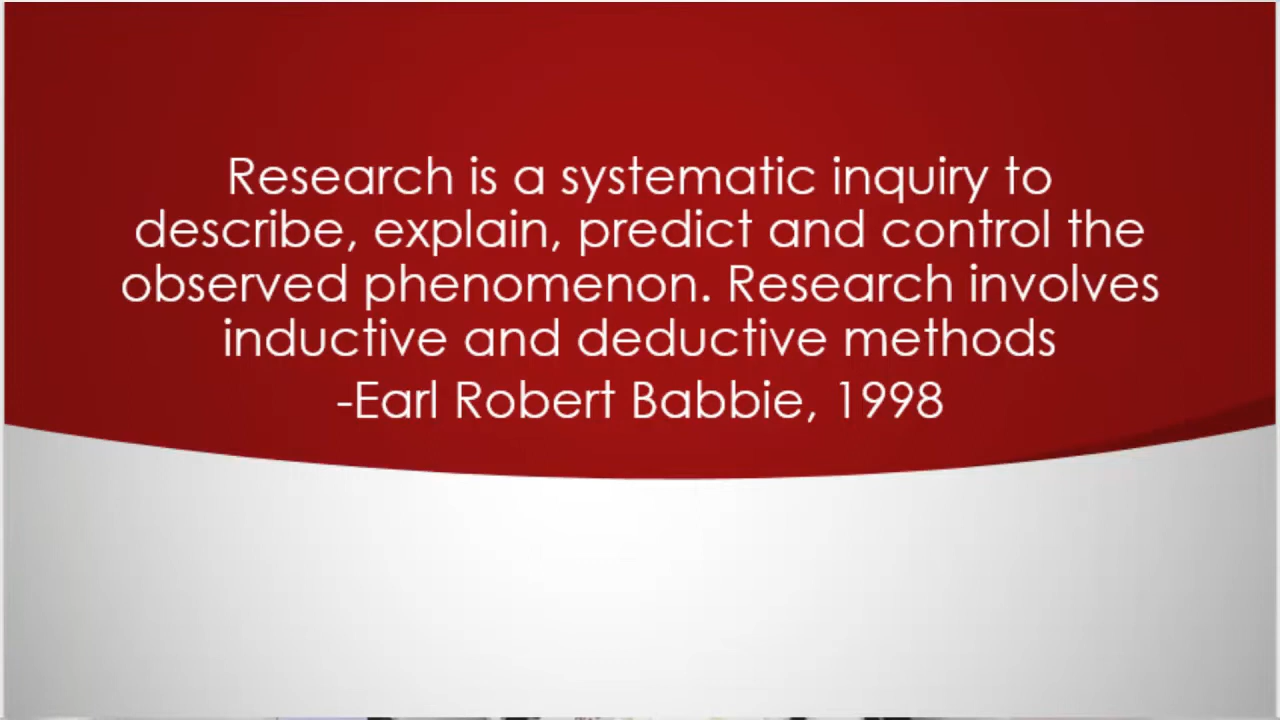 Research is a systematic inquiry to
describe, explain, predict and control the
observed phenomenon. Research involves
inductive and deductive methods
-Earl Robert Babbie, 1998